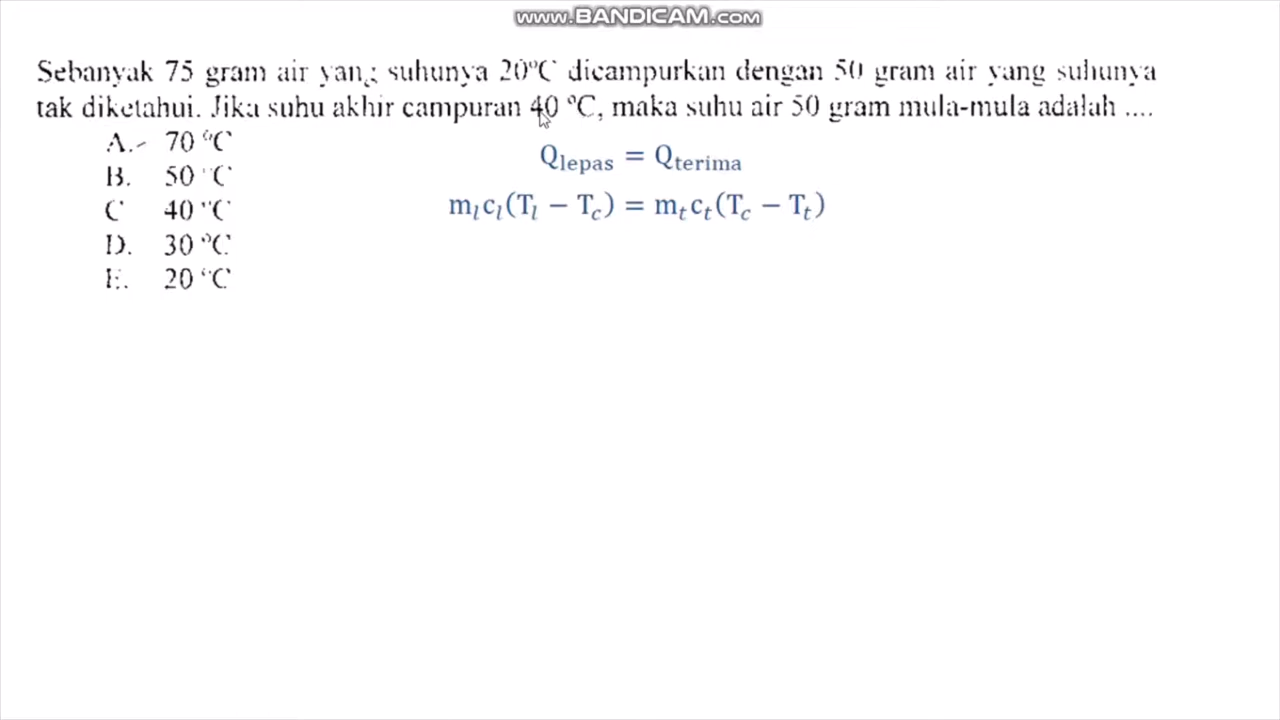 www.BANDICAM.com
Sebanyak 75 gram air yang suhunya 20°C dicampurkan dengan 50 gram air yang suhunya
tak diketahui. Jika suhu akhir campuran 40 °C, maka suhu air 50 gram mula-mula adalah ....
A. 70 °C
B. 50 °C
C 40 °C
D. 30 °C
E. 20 °C
Qlepas = Qterima
mₗcₗ(Tₗ − T꜀) = mₜcₜ(T꜀ − Tₜ)